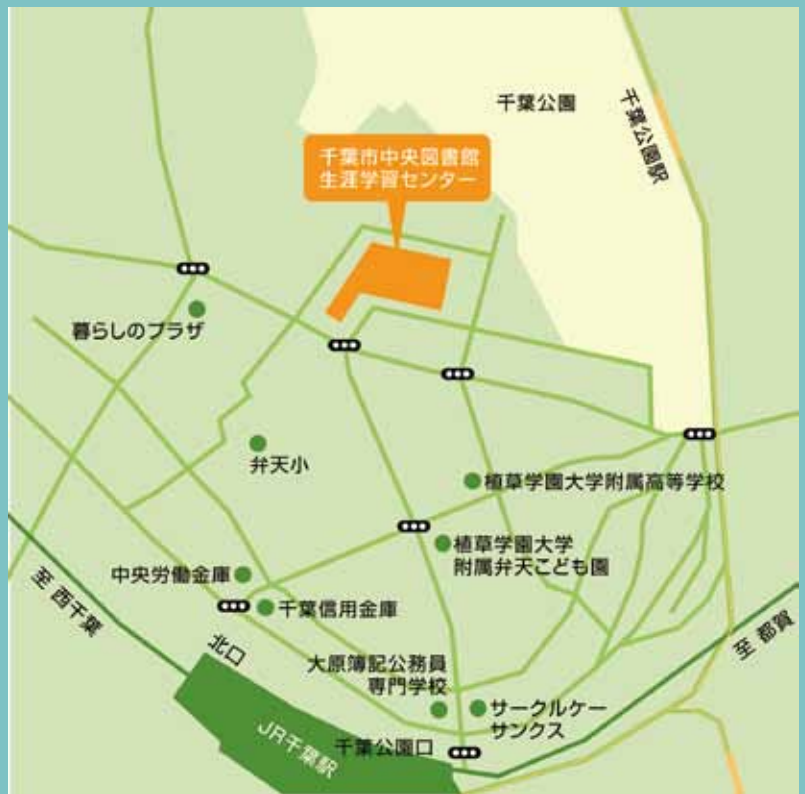 千葉公園
千葉公園駅
千葉市中央図書館
生涯学習センター
暮らしのプラザ
弁天小
植草学園大学附属高等学校
植草学園大学
附属弁天こども園
中央労働金庫
千葉信用金庫
至 西千葉
北口
至 都賀
大原簿記公務員
専門学校
サークルケー
サンクス
JR千葉駅
千葉公園口